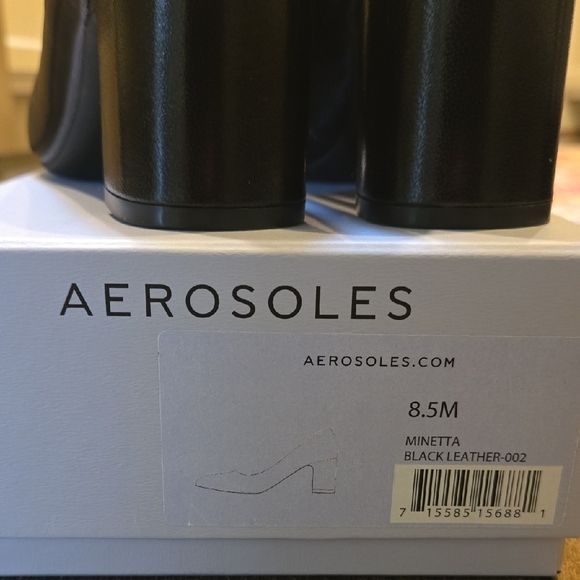 AEROSOLES
AEROSOLES.COM
8.5M
MINETTA
BLACK LEATHER-002
7 15585 15688 1